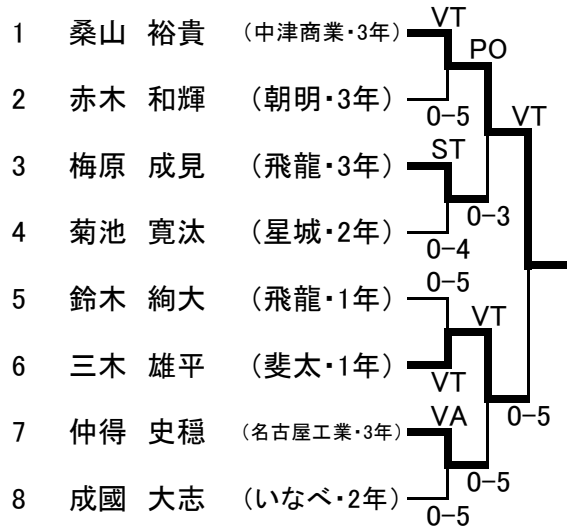 VT
1 桑山 裕貴 (中津商業・3年)
PO
2 赤木 和輝 (朝明・3年)
0-5
VT
3 梅原 成見 (飛龍・3年)
ST
0-3
4 菊池 寛汰 (星城・2年)
0-4
0-5
5 鈴木 絢大 (飛龍・1年)
VT
6 三木 雄平 (斐太・1年)
VT
7 仲得 史穏 (名古屋工業・3年)
VA
0-5
0-5
8 成國 大志 (いなべ・2年)
0-5